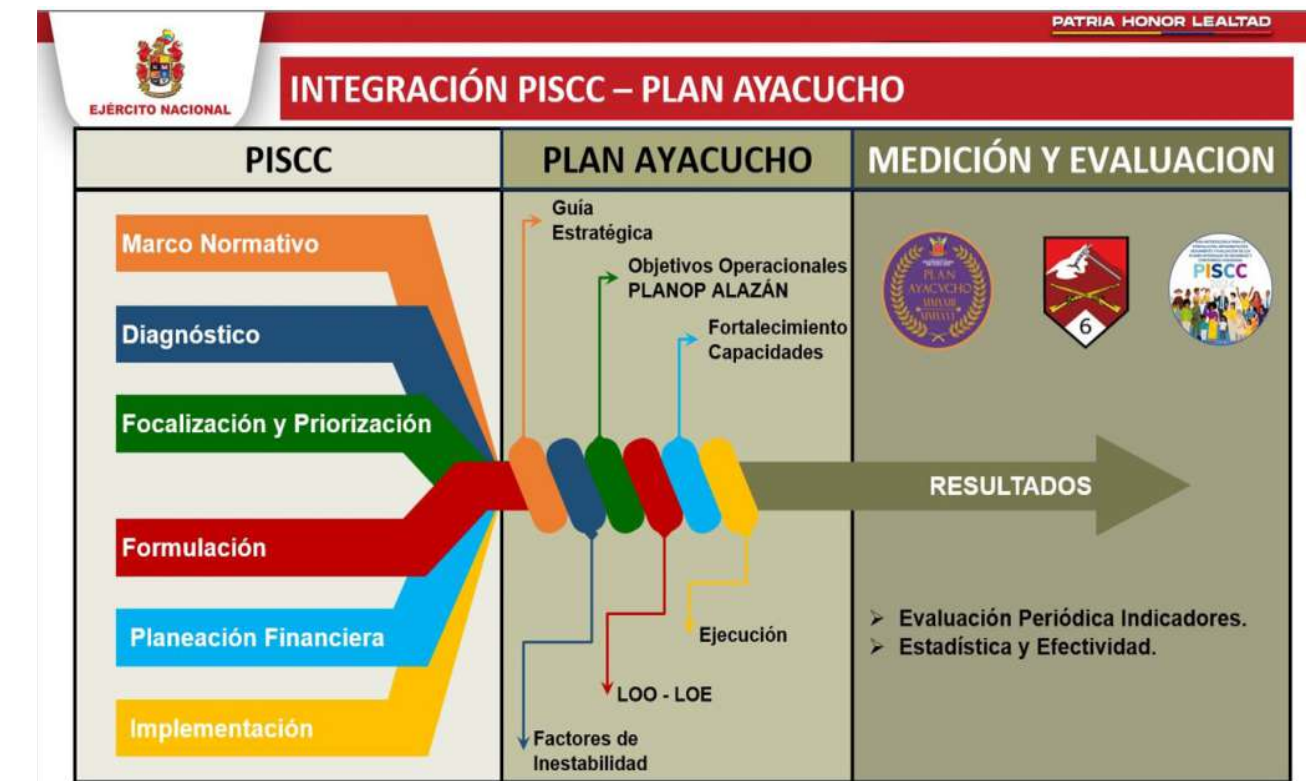 PATRIA HONOR LEALTAD
EJÉRCITO NACIONAL
INTEGRACIÓN PISCC – PLAN AYACUCHO
PISCC
PLAN AYACUCHO
MEDICIÓN Y EVALUACION
Marco Normativo
Diagnóstico
Focalización y Priorización
Formulación
Planeación Financiera
Implementación
Guía
Estratégica
Objetivos Operacionales
PLANOP ALAZÁN
Fortalecimiento
Capacidades
Ejecución
LOO - LOE
Factores de
Inestabilidad
PLAN
AYACVCHO
6
PISCC
RESULTADOS
➢ Evaluación Periódica Indicadores.
➢ Estadística y Efectividad.